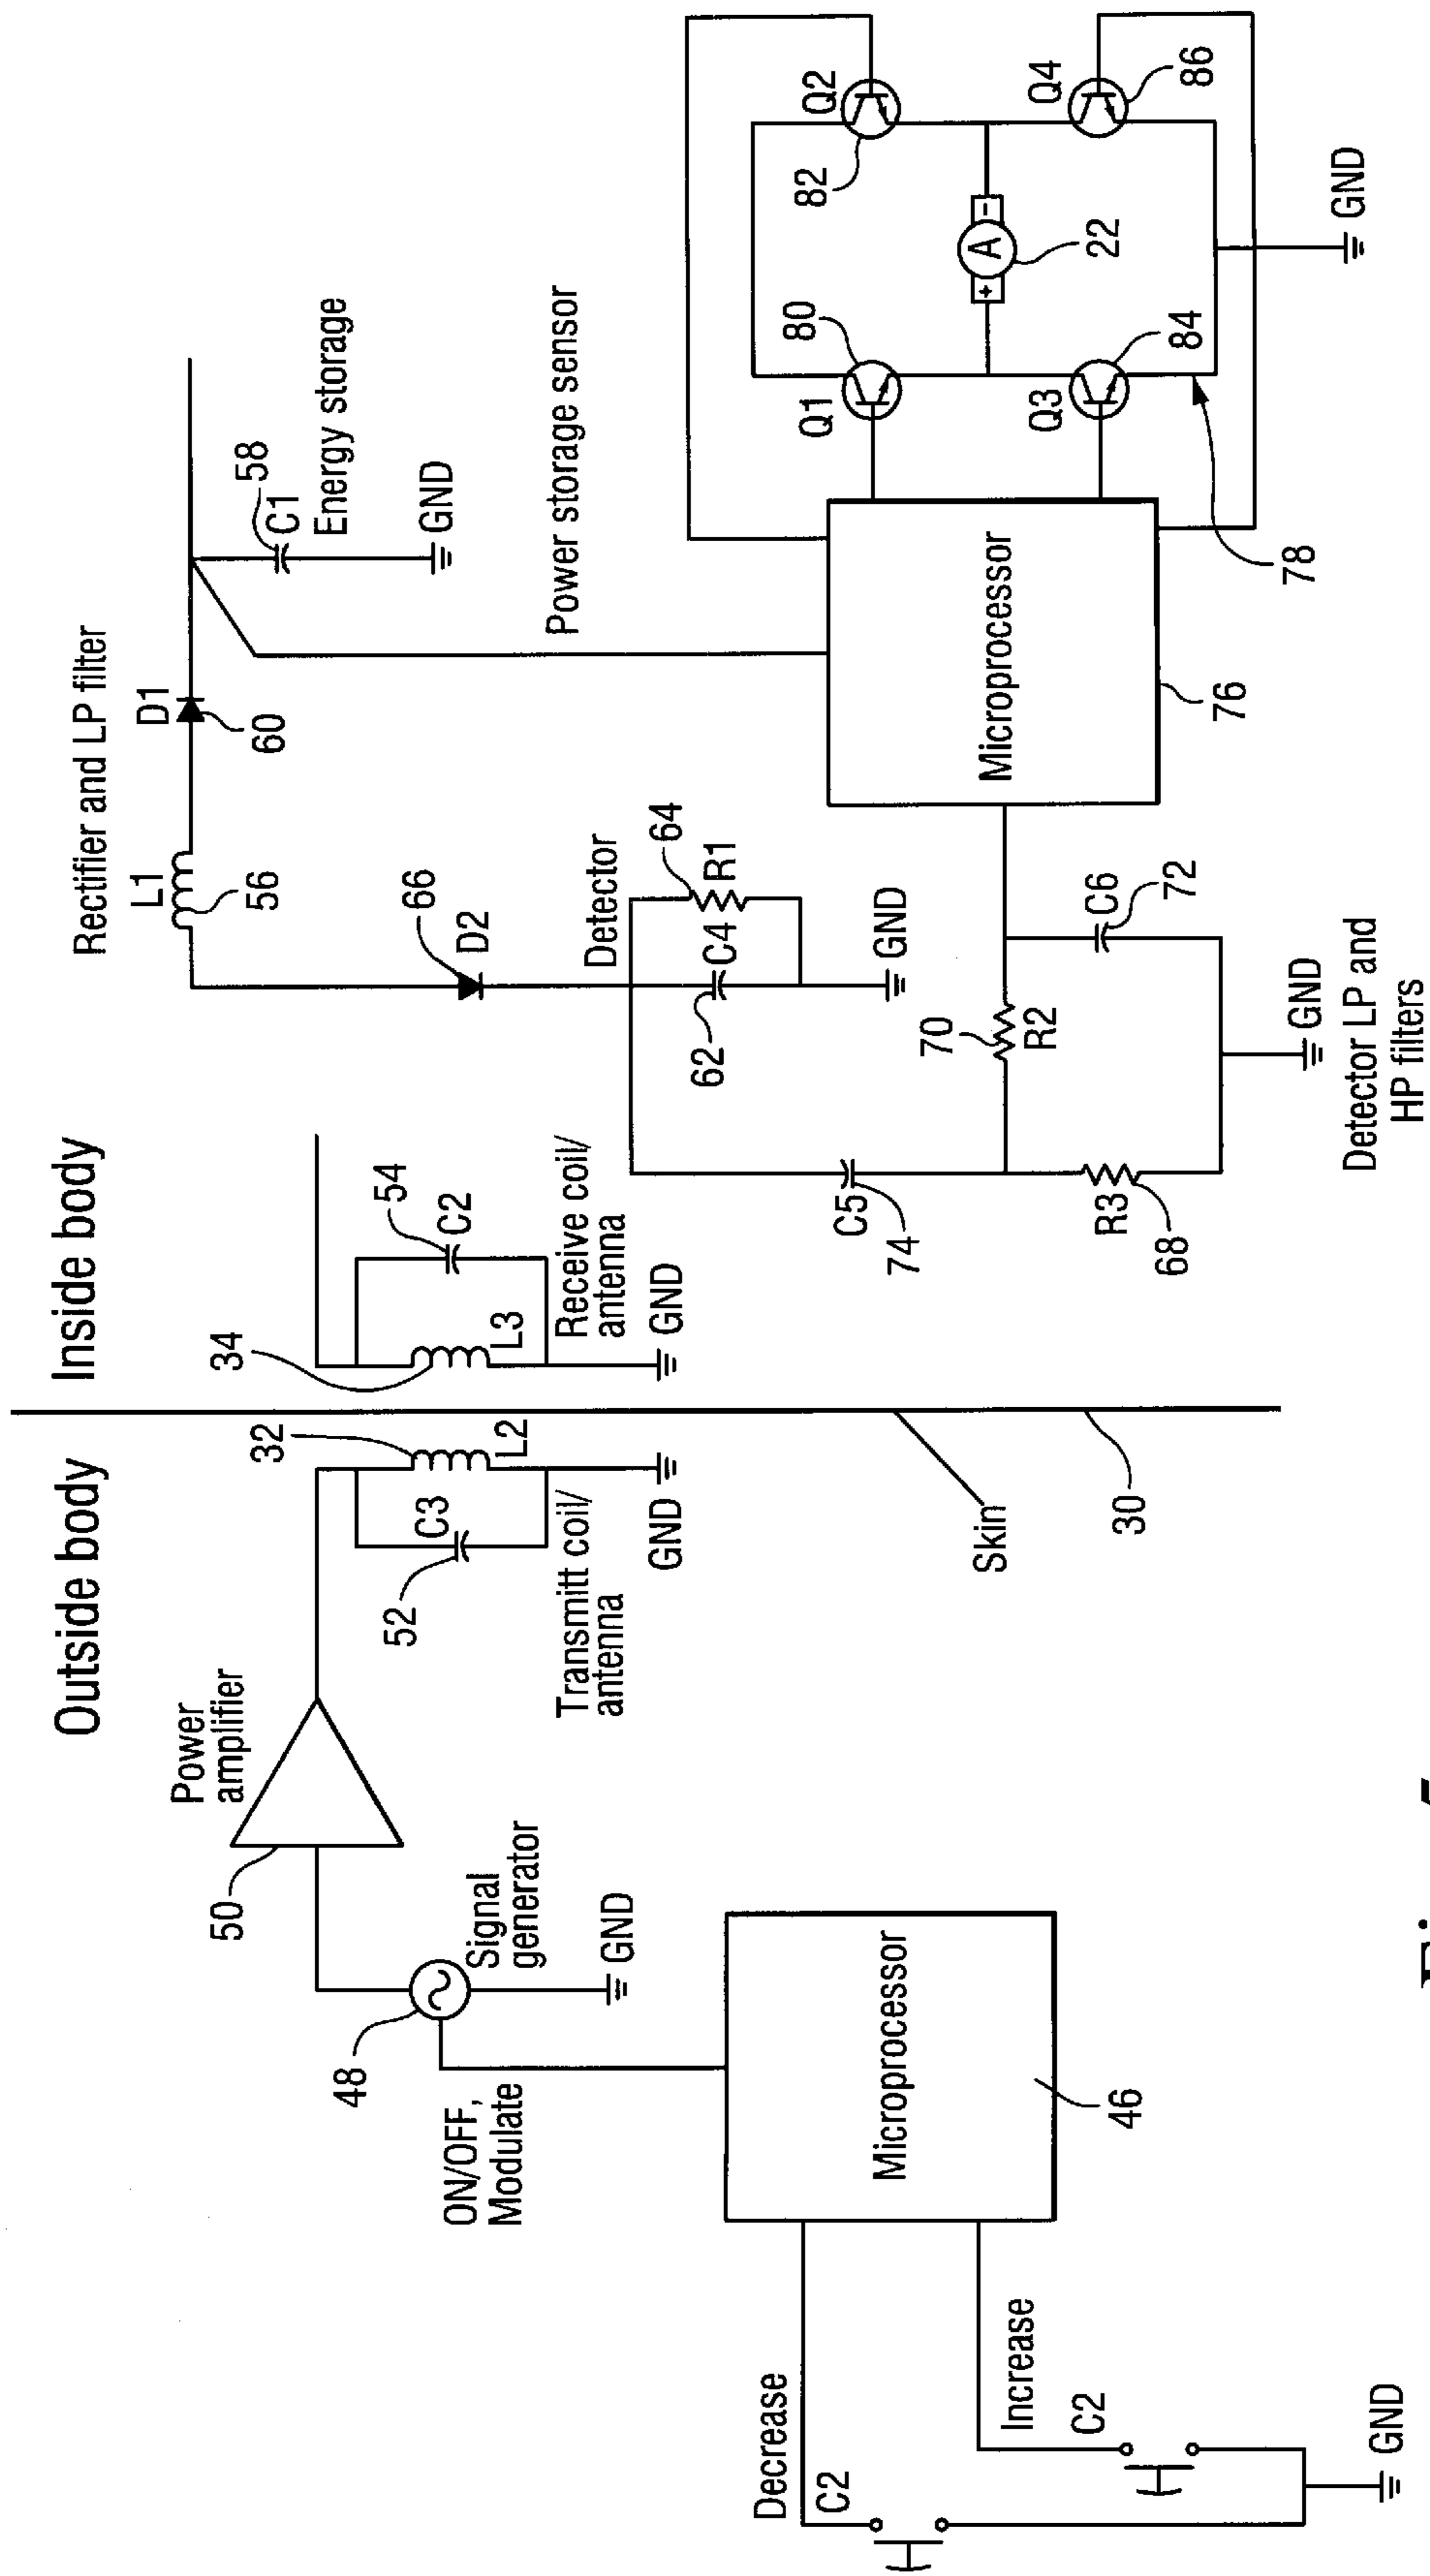 Outside body
Inside body
Rectifier and LP filter
L1
56
D1
60
58
C1
Energy storage
GND
Power storage sensor
66
D2
Detector
64
R1
C4
62
GND
Power
amplifier
50
48
Signal
generator
GND
ON/OFF,
Modulate
32
L2
C3
52
Transmitt coil/
antenna
GND
34
L3
54
C2
Receive coil/
antenna
GND
Skin
30
C5
74
70
R2
R3
68
C6
72
GND
Detector LP and
HP filters
Microprocessor
76
Q1
80
Q2
82
Q3
84
Q4
86
A
+
-
22
78
GND
Microprocessor
46
Decrease
C2
Increase
C2
GND